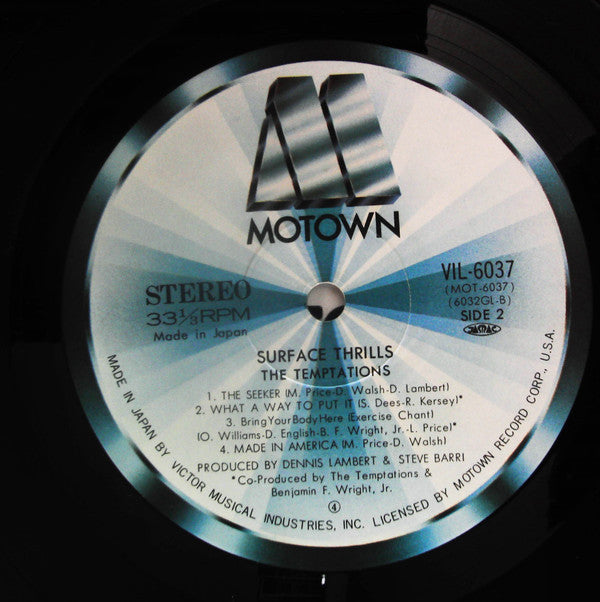 MOTOWN
STEREO
33⅓RPM
Made in Japan
VIL-6037
(MOT-6037)
(6032GL-B)
SIDE 2
JASRAC
SURFACE THRILLS
THE TEMPTATIONS
1. THE SEEKER (M. Price-D. Walsh-D. Lambert)
2. WHAT A WAY TO PUT IT (S. Dees-R. Kersey)*
3. Bring Your Body Here (Exercise Chant)
(O. Williams-D. English-B. F. Wright, Jr.-L. Price)*
4. MADE IN AMERICA (M. Price-D. Walsh)
PRODUCED BY DENNIS LAMBERT & STEVE BARRI
*Co-Produced by The Temptations &
Benjamin F. Wright, Jr.
④
MADE IN JAPAN BY VICTOR MUSICAL INDUSTRIES, INC. LICENSED BY MOTOWN RECORD CORP., U.S.A.